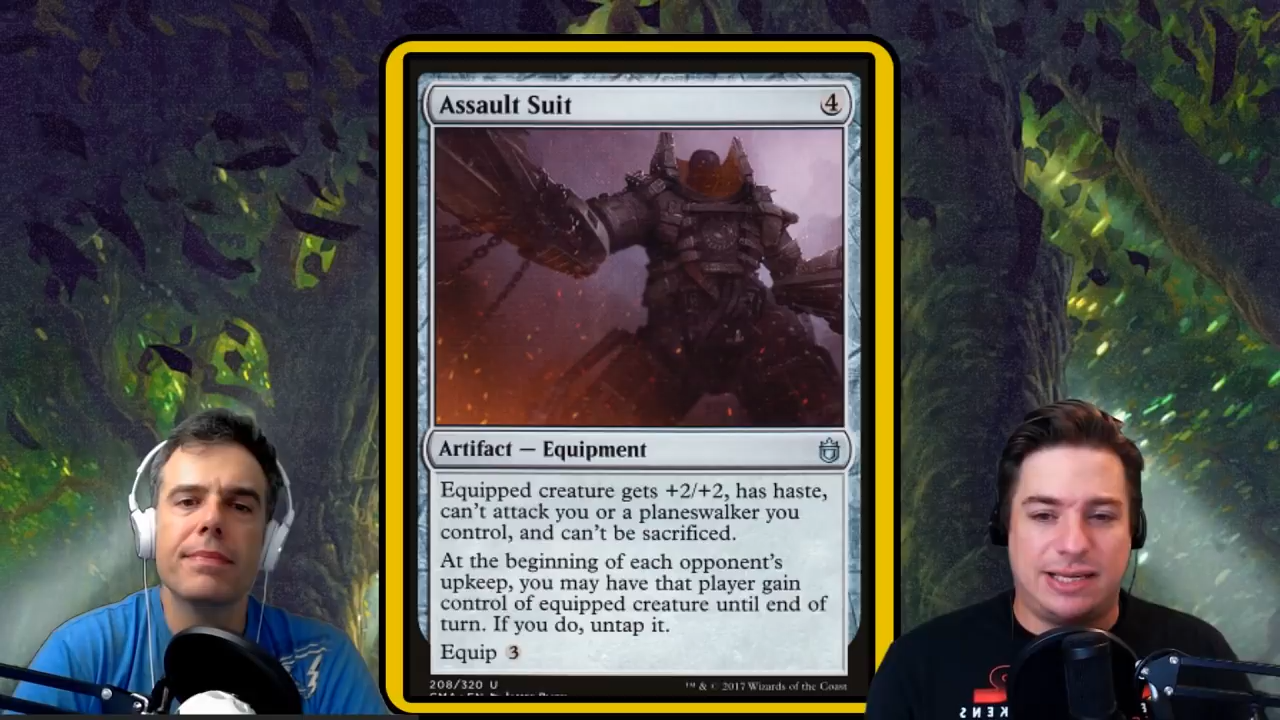 Assault Suit 4
Artifact — Equipment
Equipped creature gets +2/+2, has haste,
can't attack you or a planeswalker you
control, and can't be sacrificed.
At the beginning of each opponent's
upkeep, you may have that player gain
control of equipped creature until end of
turn. If you do, untap it.
Equip 3
208/320 U
™ & © 2017 Wizards of the Coast